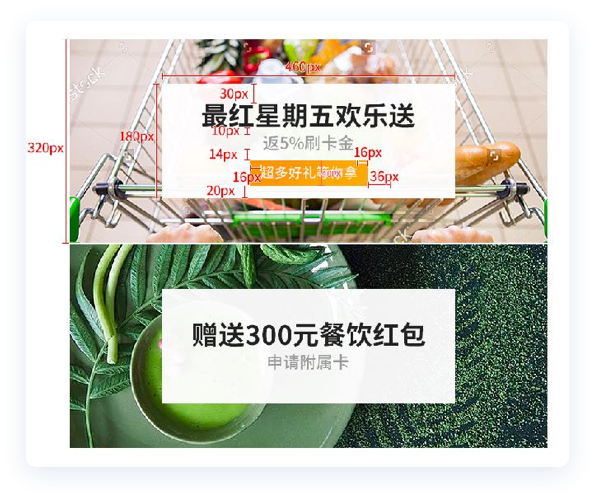 460px
30px
最红星期五欢乐送
320px
180px
10px
返5%刷卡金
14px
16px
16px
超多好礼等你拿
36px
20px
赠送300元餐饮红包
申请附属卡